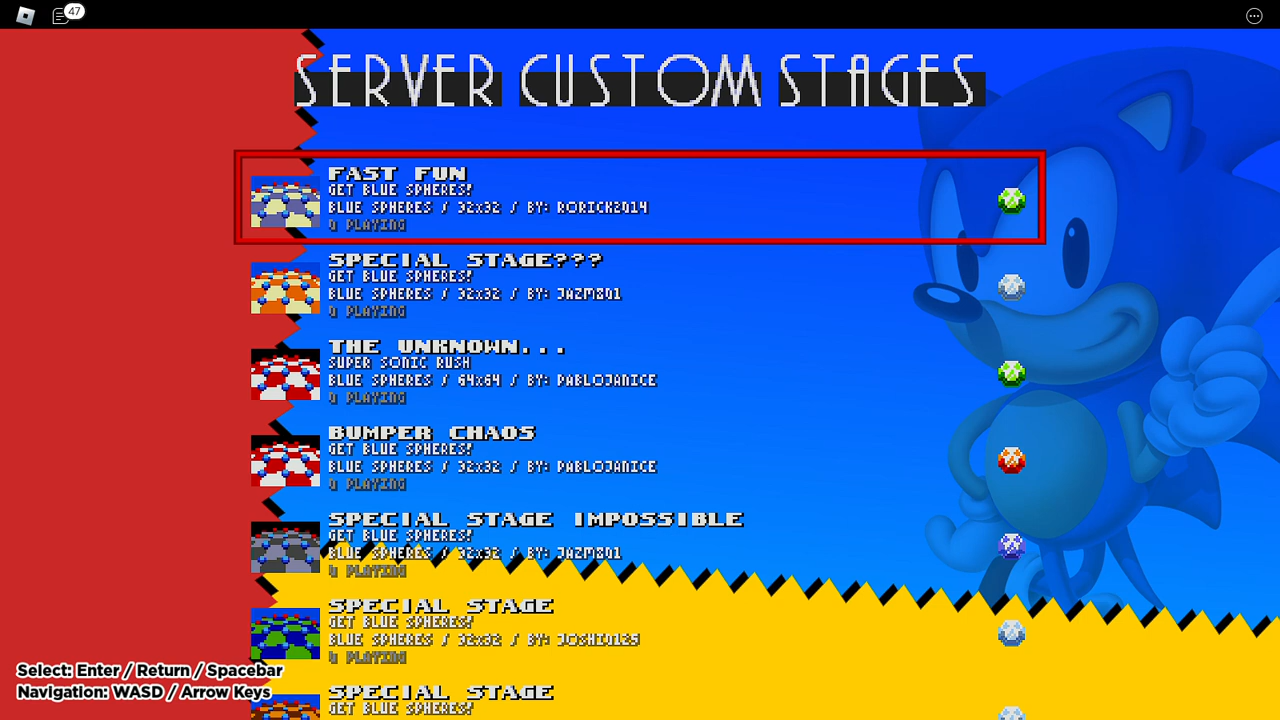 47
SERVER CUSTOM STAGES
FAST FUN
GET BLUE SPHERES!
BLUE SPHERES / 32x32 / BY: RORICK2014
0 PLAYING
SPECIAL STAGE???
GET BLUE SPHERES!
BLUE SPHERES / 32x32 / BY: JAZM801
0 PLAYING
THE UNKNOWN...
SUPER SONIC RUSH
BLUE SPHERES / 64x64 / BY: PABLOJANICE
0 PLAYING
BUMPER CHAOS
GET BLUE SPHERES!
BLUE SPHERES / 32x32 / BY: PABLOJANICE
0 PLAYING
SPECIAL STAGE IMPOSSIBLE
GET BLUE SPHERES!
BLUE SPHERES / 32x32 / BY: JAZM801
0 PLAYING
SPECIAL STAGE
GET BLUE SPHERES!
BLUE SPHERES / 32x32 / BY: JOSHIO125
0 PLAYING
SPECIAL STAGE
GET BLUE SPHERES!
Select: Enter / Return / Spacebar
Navigation: WASD / Arrow Keys